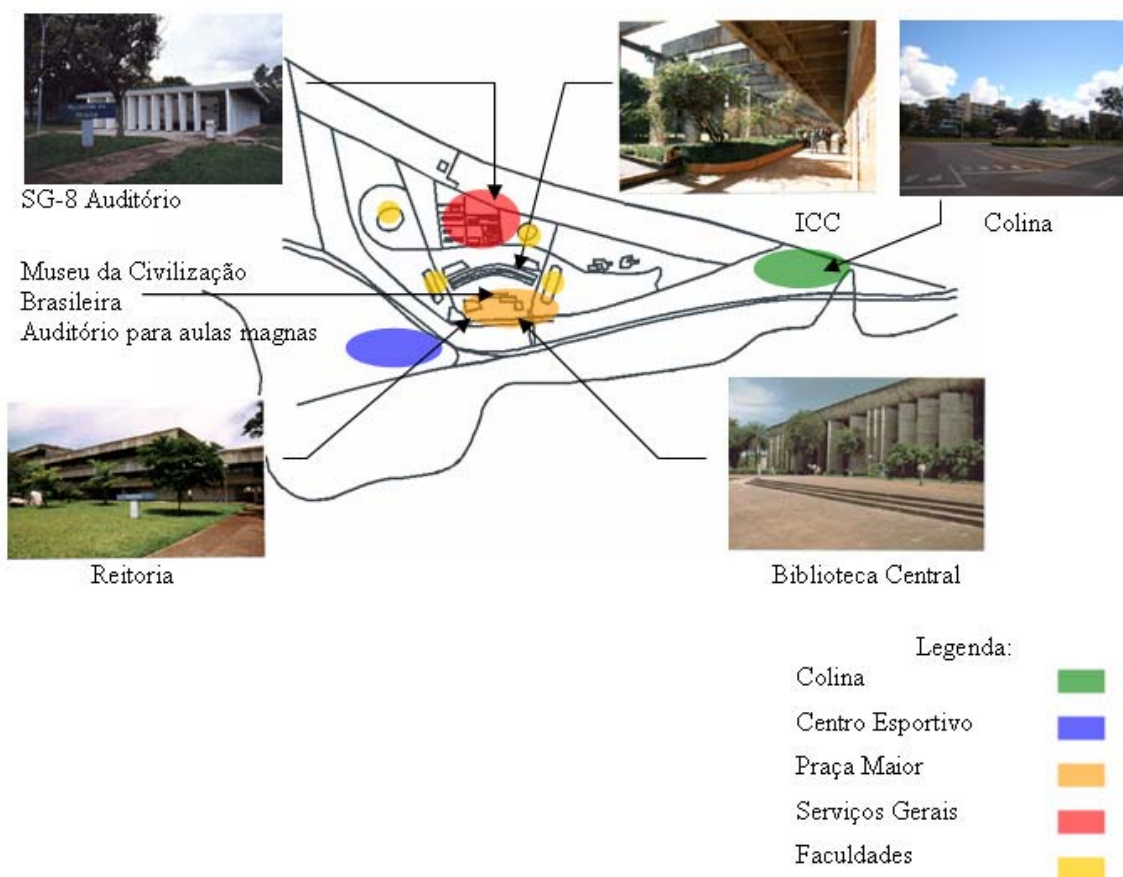 SG-8 Auditório
ICC
Colina
Museu da Civilização
Brasileira
Auditório para aulas magnas
Reitoria
Biblioteca Central
Legenda:
Colina
Centro Esportivo
Praça Maior
Serviços Gerais
Faculdades